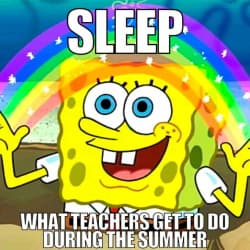 SLEEP
WHAT TEACHERS GET TO DO
DURING THE SUMMER